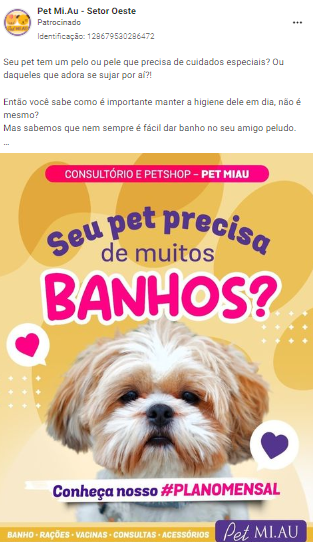 Pet Mi.Au - Setor Oeste
Patrocinado
Identificação: 128679530286472
Seu pet tem um pelo ou pele que precisa de cuidados especiais? Ou
daqueles que adora se sujar por aí?!
Então você sabe como é importante manter a higiene dele em dia, não é
mesmo?
Mas sabemos que nem sempre é fácil dar banho no seu amigo peludo.
...
CONSULTÓRIO E PETSHOP – PET MIAU
Seu pet precisa
de muitos
BANHOS?
Conheça nosso #PLANOMENSAL
BANHO • RAÇÕES • VACINAS • CONSULTAS • ACESSÓRIOS
Pet MI.AU